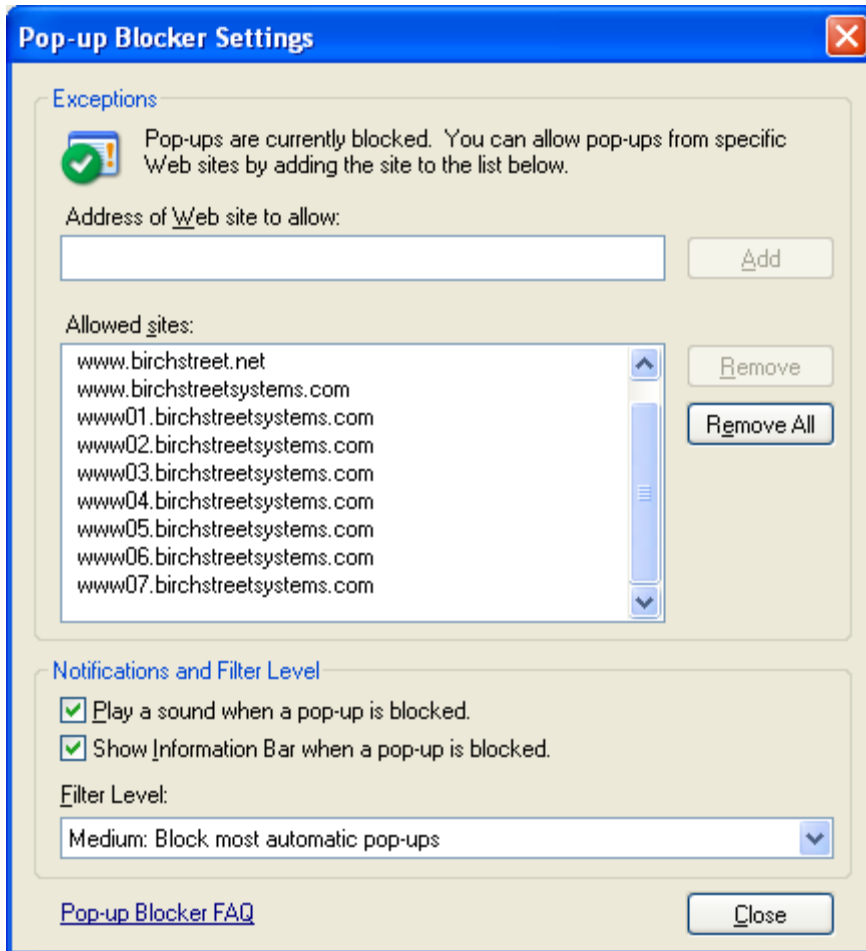 Pop-up Blocker Settings
Exceptions
Pop-ups are currently blocked. You can allow pop-ups from specific
Web sites by adding the site to the list below.
Address of Web site to allow:
Add
Allowed sites:
www.birchstreet.net
www.birchstreetsystems.com
www01.birchstreetsystems.com
www02.birchstreetsystems.com
www03.birchstreetsystems.com
www04.birchstreetsystems.com
www05.birchstreetsystems.com
www06.birchstreetsystems.com
www07.birchstreetsystems.com
Remove
Remove All
Notifications and Filter Level
Play a sound when a pop-up is blocked.
Show Information Bar when a pop-up is blocked.
Filter Level:
Medium: Block most automatic pop-ups
Pop-up Blocker FAQ
Close